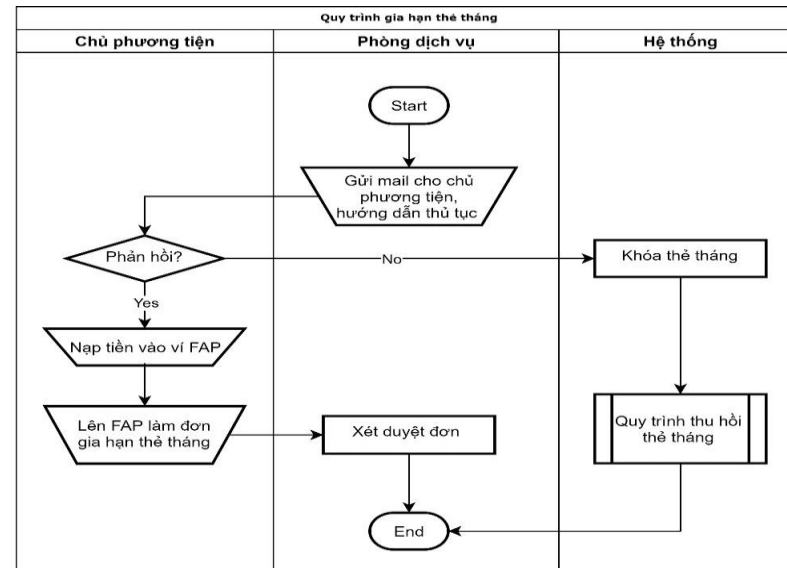 Quy trình gia hạn thẻ tháng
Chủ phương tiện
Phòng dịch vụ
Hệ thống
Start
Gửi mail cho chủ
phương tiện,
hướng dẫn thủ tục
Phản hồi?
No
Khóa thẻ tháng
Yes
Nạp tiền vào ví FAP
Lên FAP làm đơn
gia hạn thẻ tháng
Xét duyệt đơn
Quy trình thu hồi
thẻ tháng
End